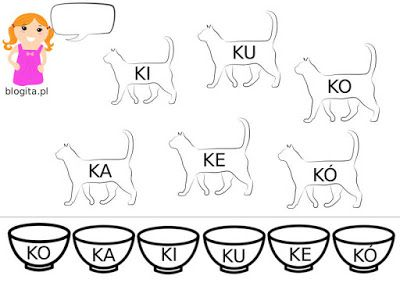 KI
KU
KO
blogita.pl
KA
KE
KÓ
KO KA KI KU KE KÓ